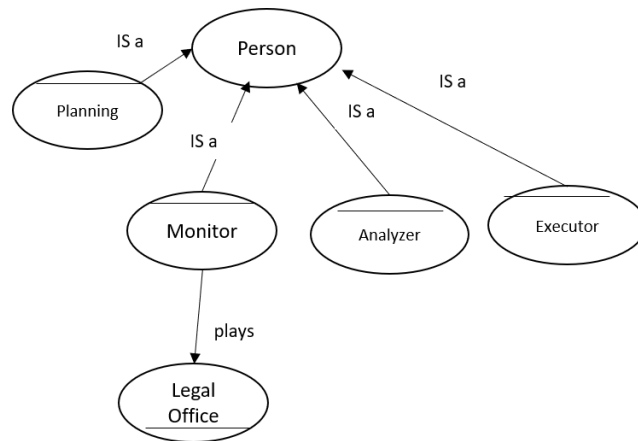 Person
IS a
IS a
IS a
Planning
IS a
Monitor
Analyzer
Executor
plays
Legal
Office